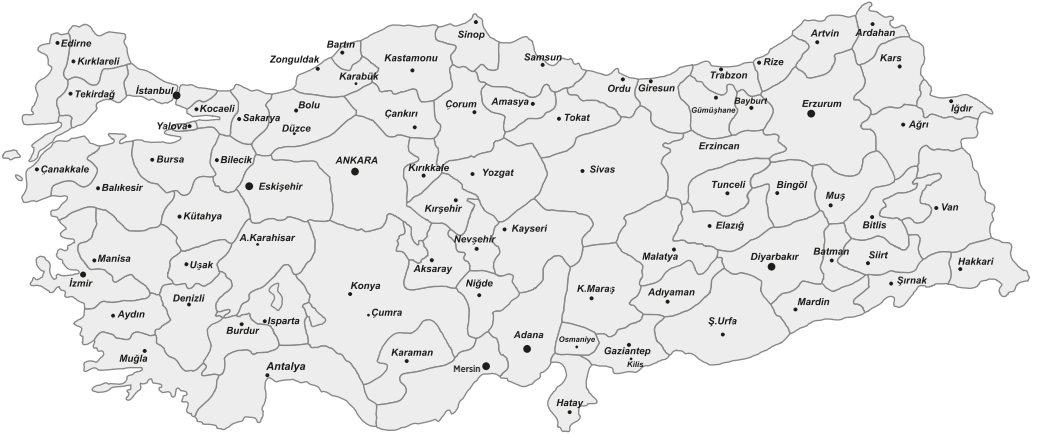 Sinop
Artvin
Ardahan
Edirne
Bartın
Kırklareli
Zonguldak
Kastamonu
Samsun
Rize
Kars
Karabük
Trabzon
Tekirdağ
İstanbul
Ordu
Giresun
Kocaeli
Bolu
Çorum
Amasya
Gümüşhane
Bayburt
Erzurum
Iğdır
Yalova
Sakarya
Düzce
Çankırı
Tokat
Ağrı
Erzincan
Çanakkale
Bursa
Bilecik
ANKARA
Kırıkkale
Yozgat
Sivas
Balıkesir
Eskişehir
Tunceli
Bingöl
Muş
Van
Kütahya
Kırşehir
Bitlis
A.Karahisar
Nevşehir
Kayseri
Elazığ
Manisa
Uşak
Aksaray
Malatya
Diyarbakır
Batman
Siirt
Hakkari
İzmir
Denizli
Konya
Niğde
K.Maraş
Adıyaman
Mardin
Şırnak
Aydın
Burdur
Isparta
Çumra
Ş.Urfa
Muğla
Antalya
Karaman
Mersin
Adana
Osmaniye
Gaziantep
Kilis
Hatay